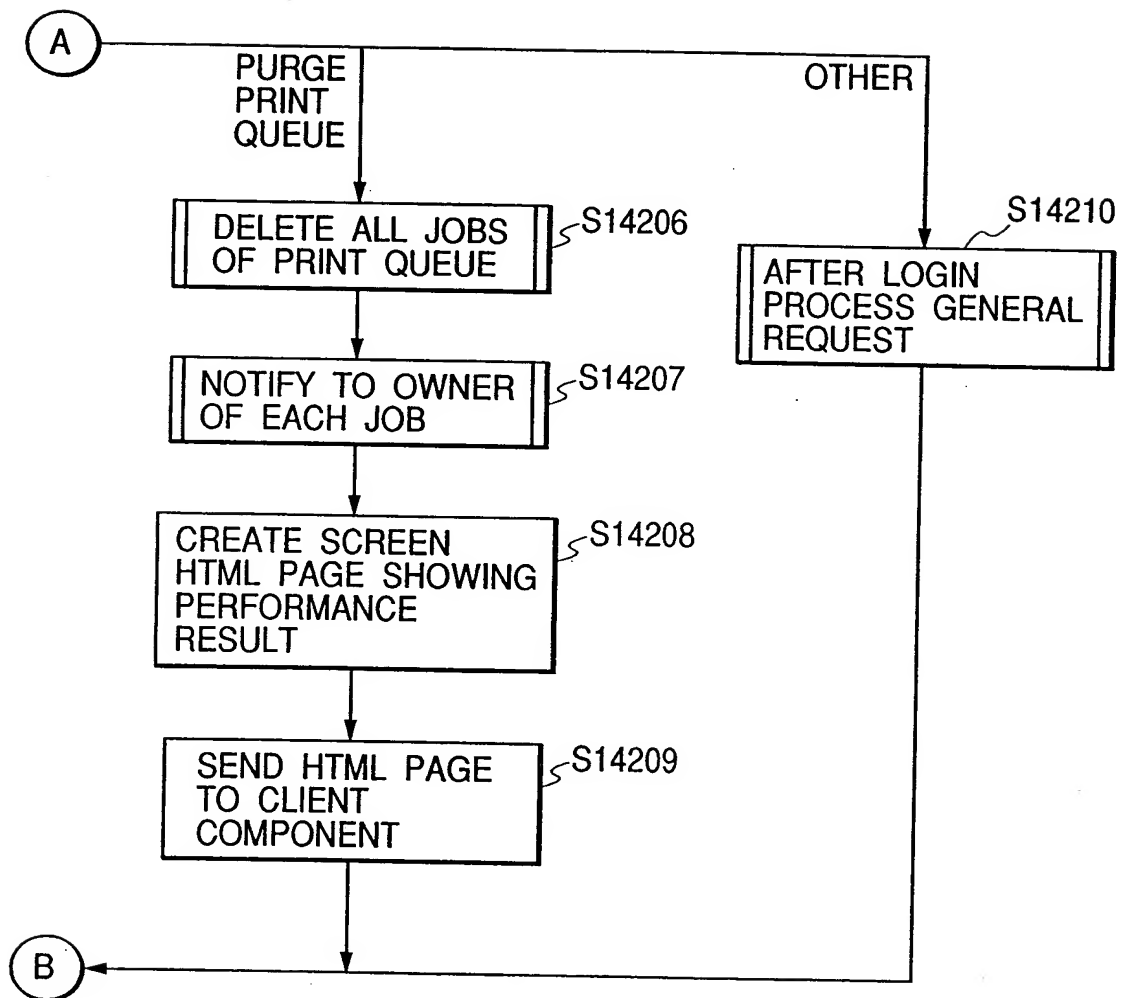 A
PURGE
PRINT
QUEUE
OTHER
DELETE ALL JOBS
OF PRINT QUEUE
S14206
S14210
AFTER LOGIN
PROCESS GENERAL
REQUEST
NOTIFY TO OWNER
OF EACH JOB
S14207
CREATE SCREEN
HTML PAGE SHOWING
PERFORMANCE
RESULT
S14208
SEND HTML PAGE
TO CLIENT
COMPONENT
S14209
B